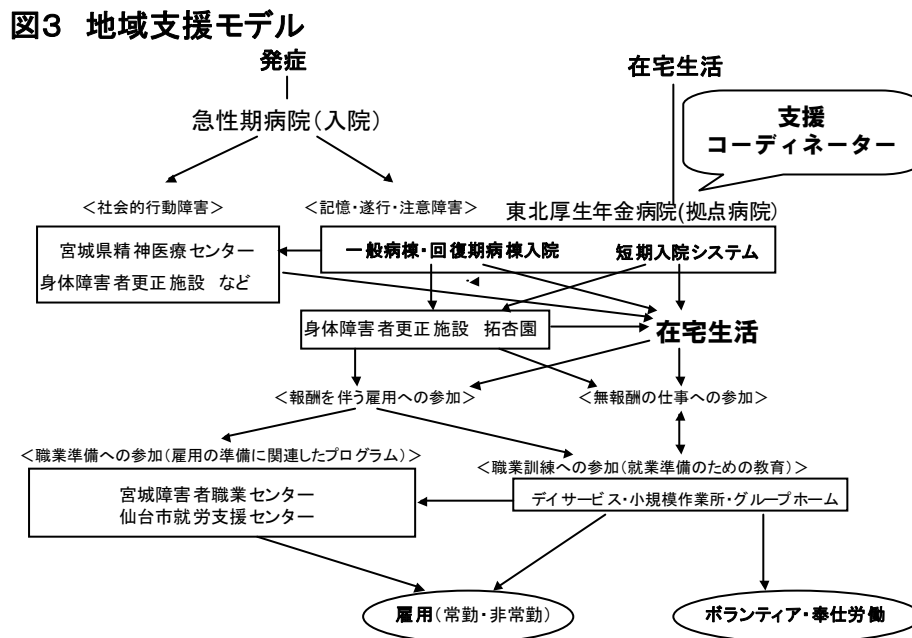 図3 地域支援モデル
発症
在宅生活
急性期病院(入院)
支援
コーディネーター
<社会的行動障害>
<記憶・遂行・注意障害>
東北厚生年金病院(拠点病院)
宮城県精神医療センター
身体障害者更正施設 など
一般病棟・回復期病棟入院
短期入院システム
身体障害者更正施設 拓杏園
在宅生活
<報酬を伴う雇用への参加>
<無報酬の仕事への参加>
<職業準備への参加(雇用の準備に関連したプログラム)>
<職業訓練への参加(就業準備のための教育)>
宮城障害者職業センター
仙台市就労支援センター
デイサービス・小規模作業所・グループホーム
雇用(常勤・非常勤)
ボランティア・奉仕労働